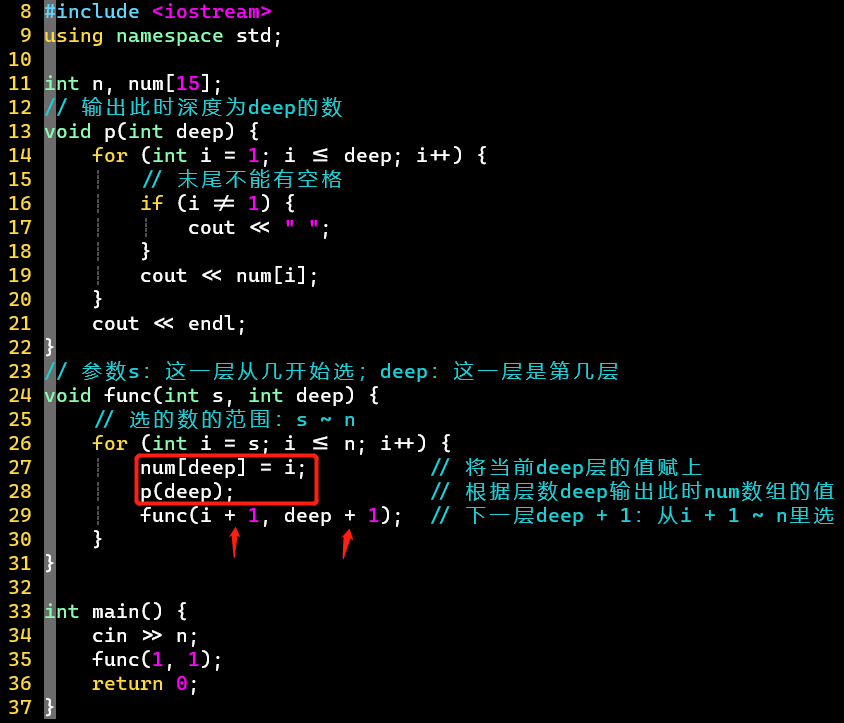 8 #include <iostream>
9 using namespace std;
10
11 int n, num[15];
12 // 输出此时深度为deep的数
13 void p(int deep) {
14     for (int i = 1; i ≤ deep; i++) {
15         // 末尾不能有空格
16         if (i ≠ 1) {
17             cout << " ";
18         }
19         cout << num[i];
20     }
21     cout << endl;
22 }
23 // 参数s: 这一层从几开始选; deep: 这一层是第几层
24 void func(int s, int deep) {
25     // 选的数的范围: s ~ n
26     for (int i = s; i ≤ n; i++) {
27         num[deep] = i;          // 将当前deep层的值赋上
28         p(deep);                // 根据层数deep输出此时num数组的值
29         func(i + 1, deep + 1);  // 下一层deep + 1: 从i + 1 ~ n里选
30     }
31 }
32
33 int main() {
34     cin >> n;
35     func(1, 1);
36     return 0;
37 }